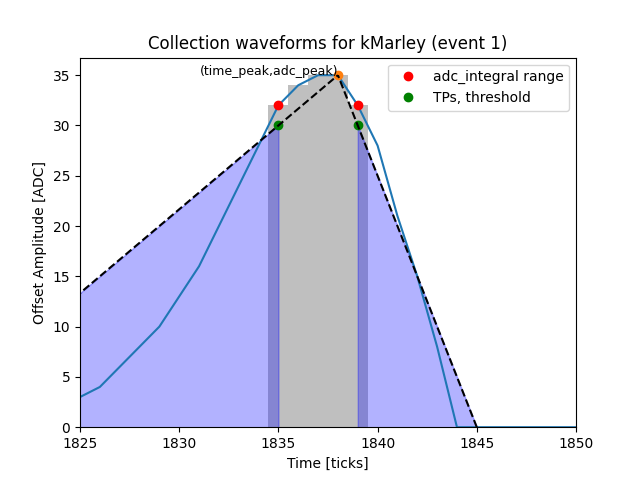 Collection waveforms for kMarley (event 1)
(time_peak,adc_peak)
adc_integral range
TPs, threshold
Offset Amplitude [ADC]
35
30
25
20
15
10
5
0
1825 1830 1835 1840 1845 1850
Time [ticks]